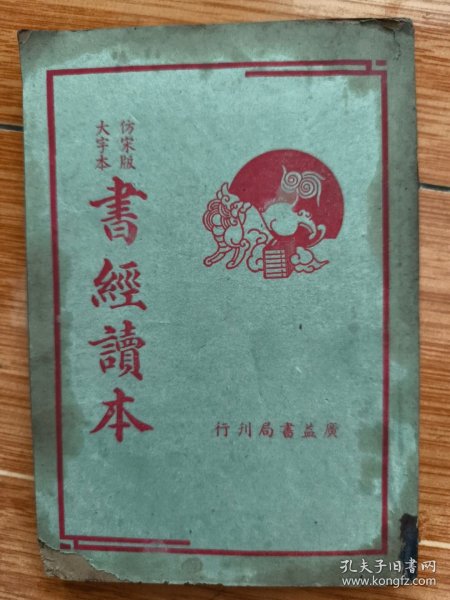 仿宋版
大字本
書經讀本
廣益書局刋行
孔夫子旧书网
www.kongfz.com